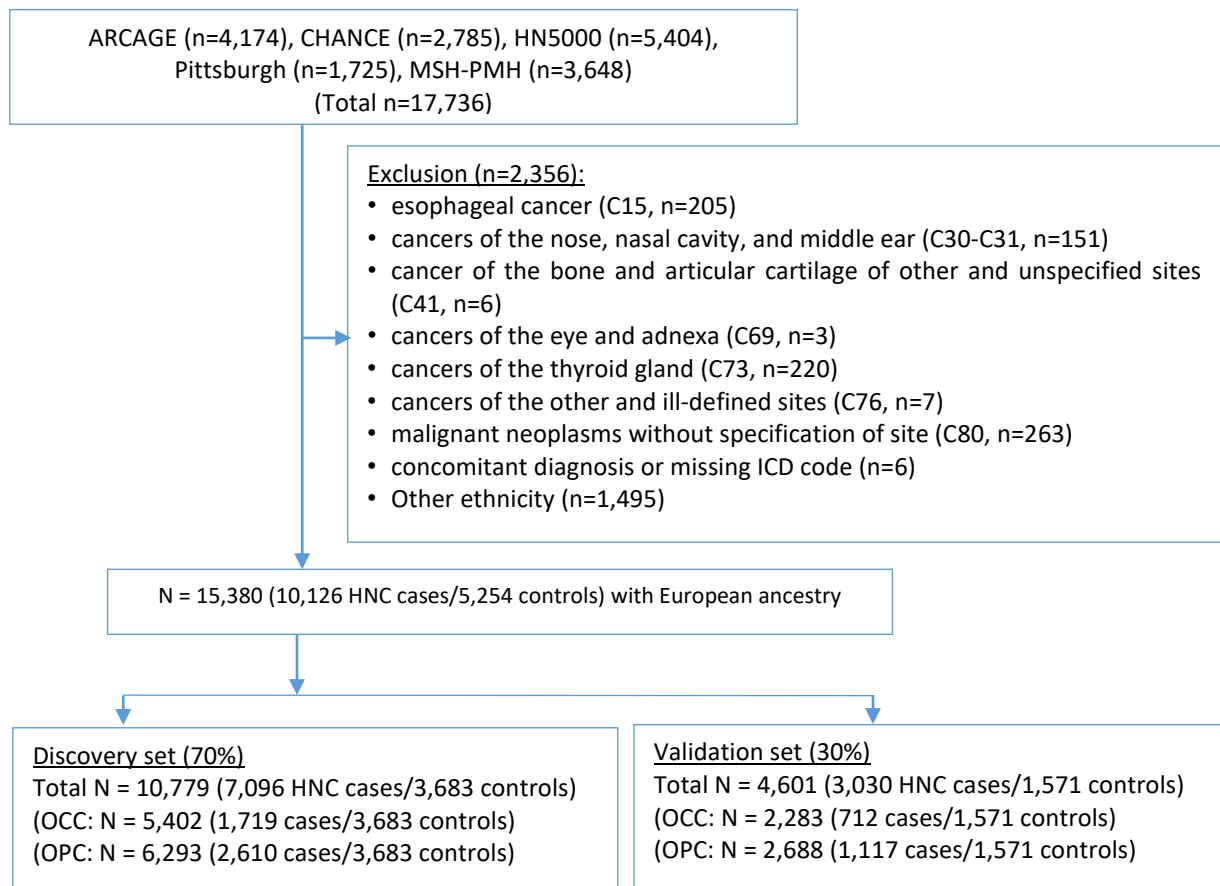 ARCAGE (n=4,174), CHANCE (n=2,785), HN5000 (n=5,404),
Pittsburgh (n=1,725), MSH-PMH (n=3,648)
(Total n=17,736)
Exclusion (n=2,356):
• esophageal cancer (C15, n=205)
• cancers of the nose, nasal cavity, and middle ear (C30-C31, n=151)
• cancer of the bone and articular cartilage of other and unspecified sites
(C41, n=6)
• cancers of the eye and adnexa (C69, n=3)
• cancers of the thyroid gland (C73, n=220)
• cancers of the other and ill-defined sites (C76, n=7)
• malignant neoplasms without specification of site (C80, n=263)
• concomitant diagnosis or missing ICD code (n=6)
• Other ethnicity (n=1,495)
N = 15,380 (10,126 HNC cases/5,254 controls) with European ancestry
Discovery set (70%)
Total N = 10,779 (7,096 HNC cases/3,683 controls)
(OCC: N = 5,402 (1,719 cases/3,683 controls)
(OPC: N = 6,293 (2,610 cases/3,683 controls)
Validation set (30%)
Total N = 4,601 (3,030 HNC cases/1,571 controls)
(OCC: N = 2,283 (712 cases/1,571 controls)
(OPC: N = 2,688 (1,117 cases/1,571 controls)